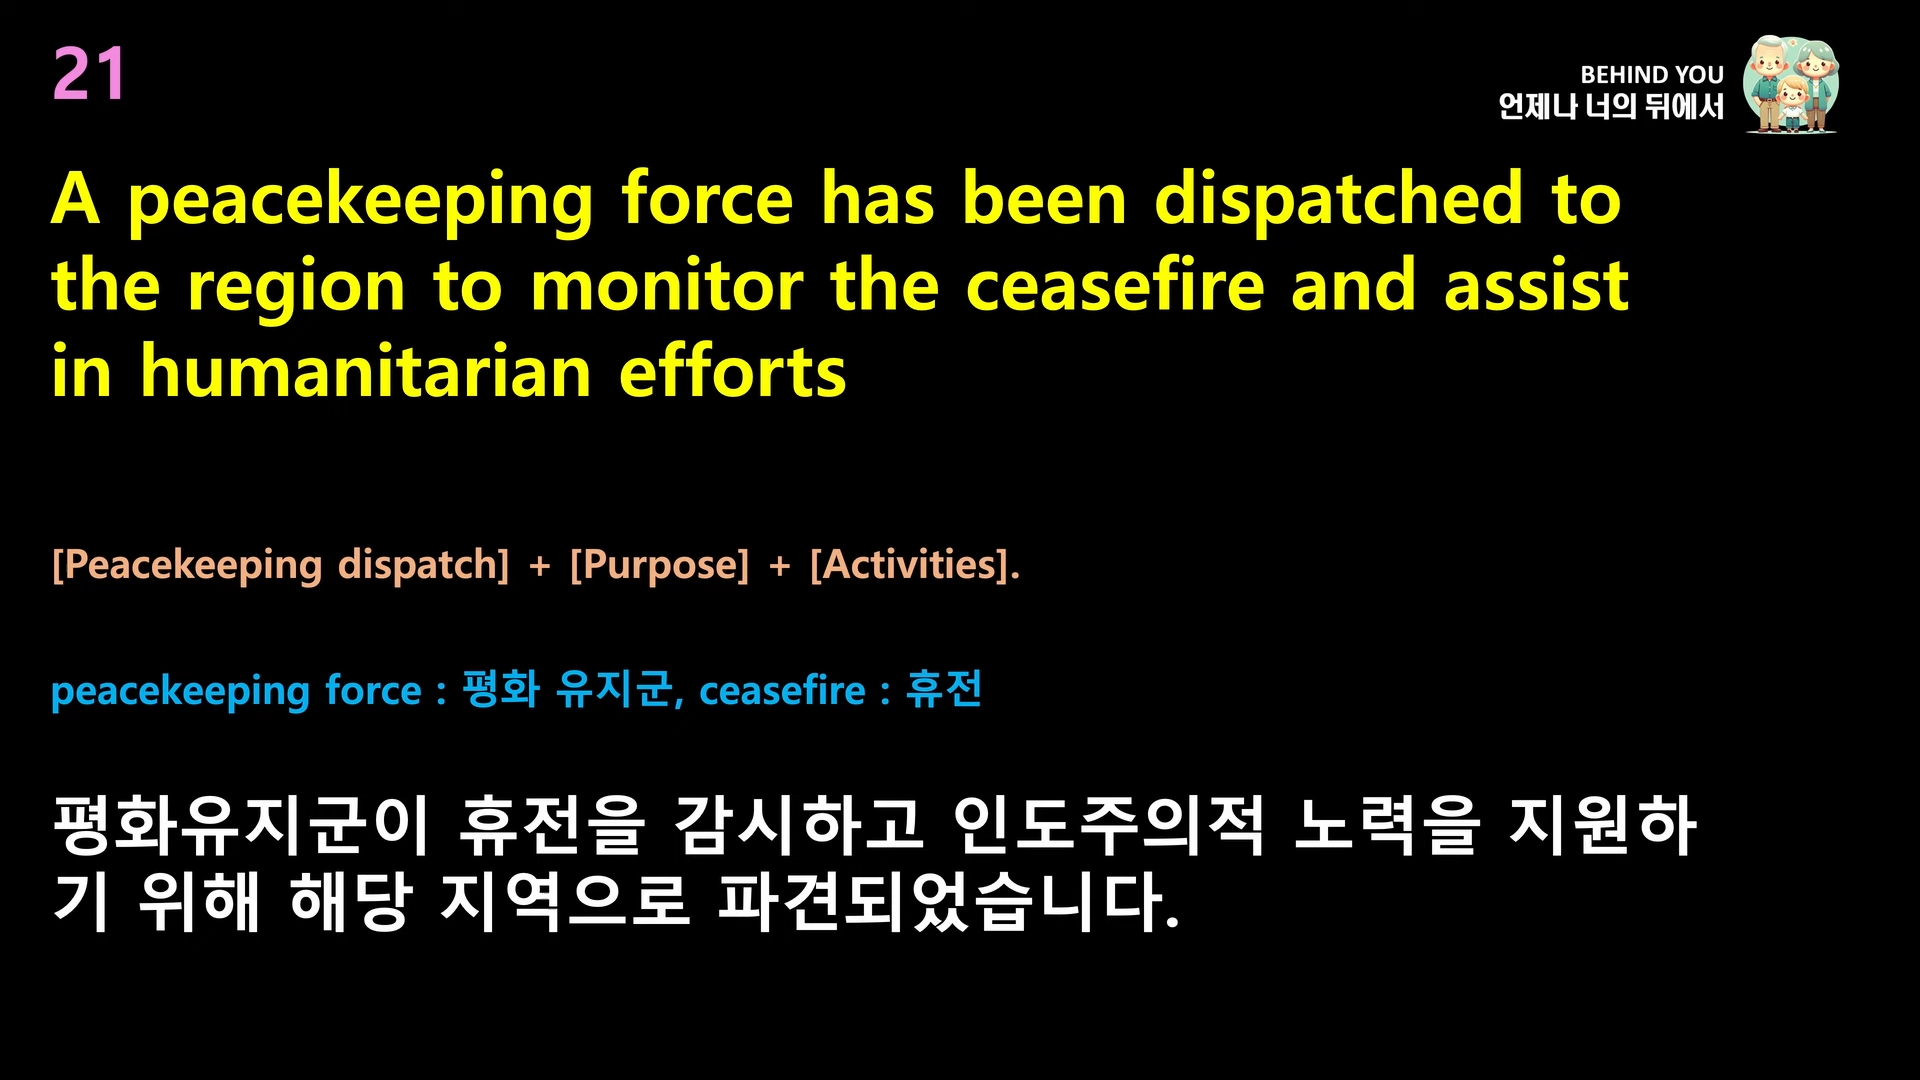 21
BEHIND YOU
언제나 너의 뒤에서
A peacekeeping force has been dispatched to
the region to monitor the ceasefire and assist
in humanitarian efforts
[Peacekeeping dispatch] + [Purpose] + [Activities].
peacekeeping force : 평화 유지군, ceasefire : 휴전
평화유지군이 휴전을 감시하고 인도주의적 노력을 지원하
기 위해 해당 지역으로 파견되었습니다.